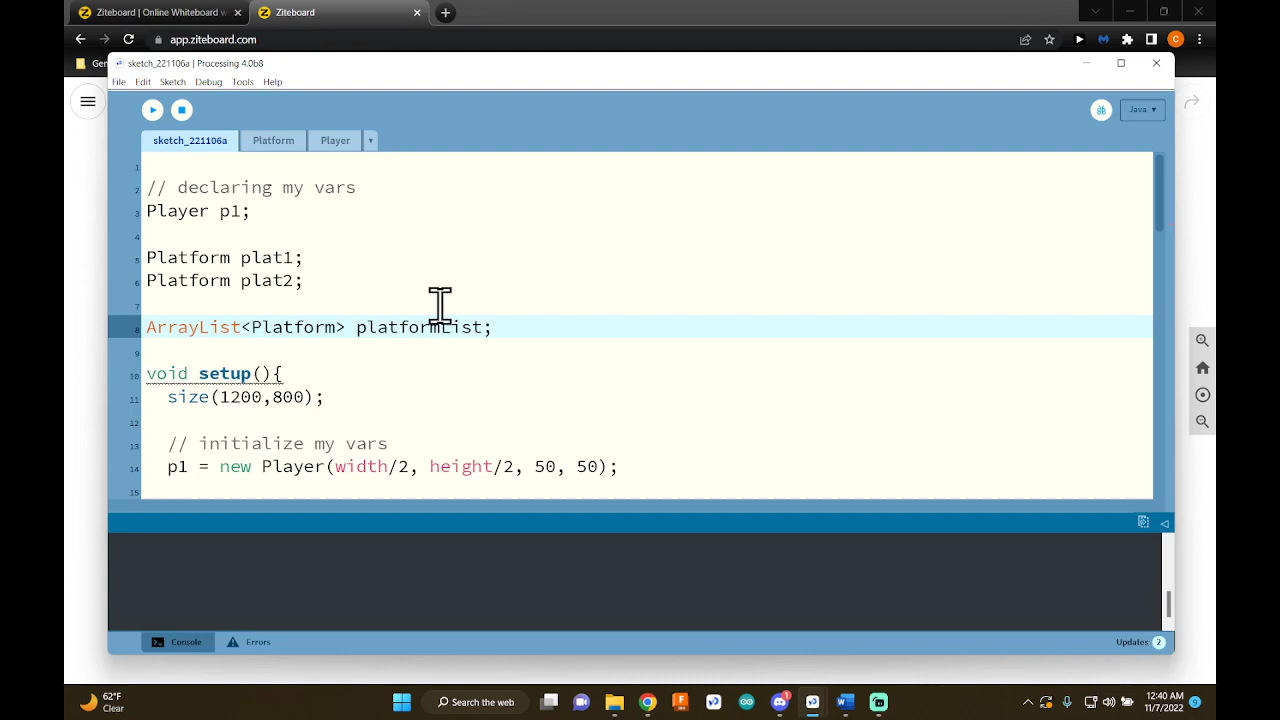 Ziteboard | Online Whiteboard w
Ziteboard
app.ziteboard.com
C
Gen
sketch_221106a | Processing 4.0b8
File Edit Sketch Debug Tools Help
Java
sketch_221106a Platform Player
1
2 // declaring my vars
3 Player p1;
4
5 Platform plat1;
6 Platform plat2;
7
8 ArrayList<Platform> platformList;
9
10 void setup(){
11 size(1200,800);
12
13 // initialize my vars
14 p1 = new Player(width/2, height/2, 50, 50);
15
Console Errors Updates 2
62°F
Clear
Search the web
1
12:40 AM
11/7/2022
9